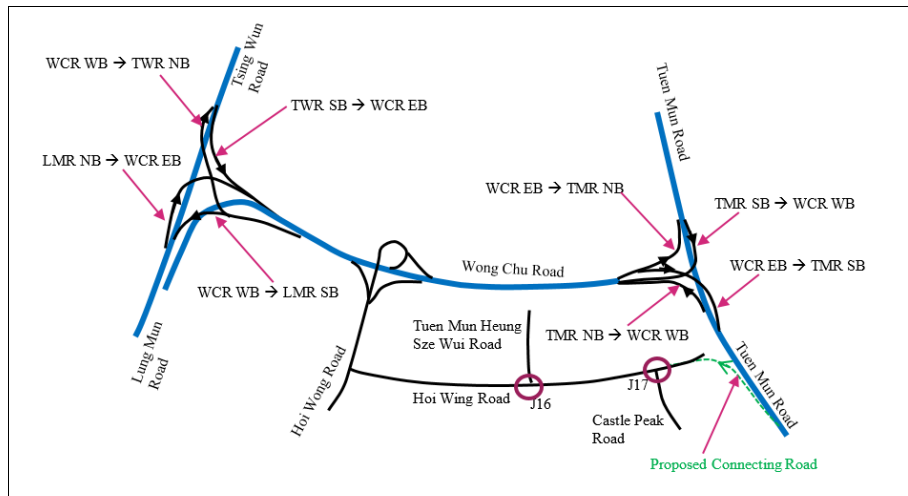 Tsing Wun
Road
WCR WB → TWR NB
TWR SB → WCR EB
LMR NB → WCR EB
WCR WB → LMR SB
Lung Mun
Road
Hoi Wong Road
Wong Chu Road
Tuen Mun Road
WCR EB → TMR NB
TMR SB → WCR WB
WCR EB → TMR SB
TMR NB → WCR WB
Tuen Mun Heung
Sze Wui Road
Hoi Wing Road
J16
J17
Castle Peak
Road
Tuen Mun Road
Proposed Connecting Road